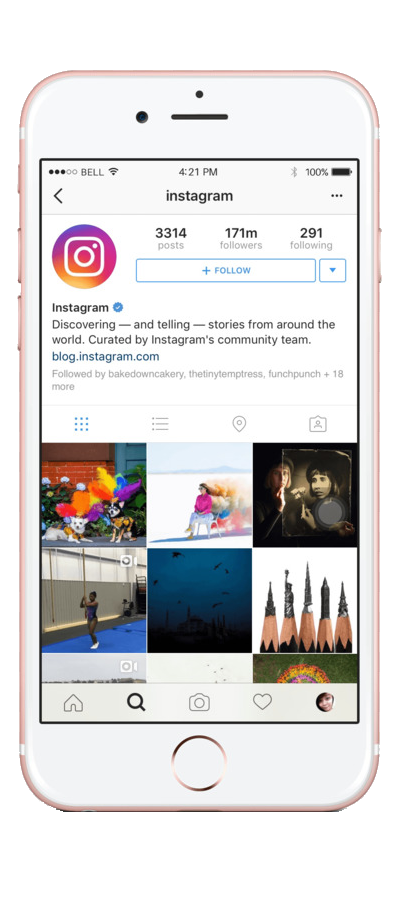 BELL 4:21 PM 100%
instagram
3314 171m 291
posts followers following
+ FOLLOW
Instagram
Discovering — and telling — stories from around the
world. Curated by Instagram's community team.
blog.instagram.com
Followed by bakedowncakery, thetinytemptress, funchpunch + 18
more